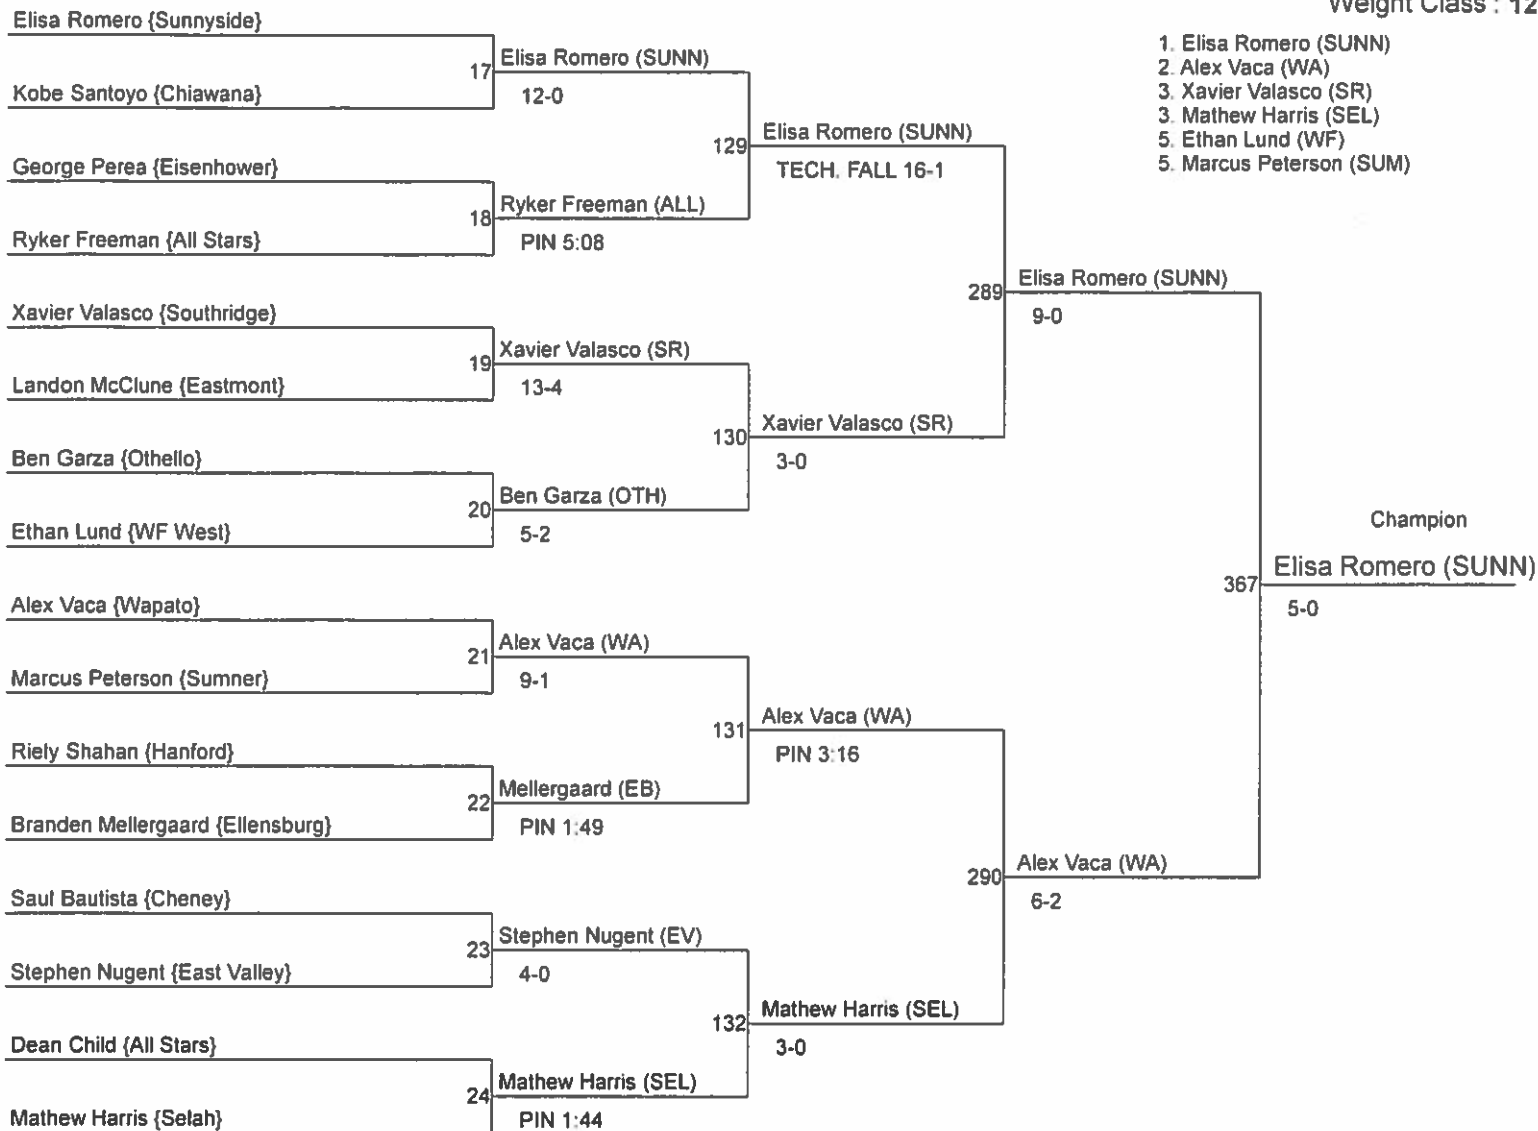 Weight Class : 12
1. Elisa Romero (SUNN)
2. Alex Vaca (WA)
3. Xavier Valasco (SR)
3. Mathew Harris (SEL)
5. Ethan Lund (WF)
5. Marcus Peterson (SUM)
Elisa Romero {Sunnyside}
Kobe Santoyo {Chiawana}
George Perea {Eisenhower}
Ryker Freeman {All Stars}
Xavier Valasco {Southridge}
Landon McClune {Eastmont}
Ben Garza {Othello}
Ethan Lund {WF West}
Alex Vaca {Wapato}
Marcus Peterson {Sumner}
Riely Shahan {Hanford}
Branden Mellergaard {Ellensburg}
Saul Bautista {Cheney}
Stephen Nugent {East Valley}
Dean Child {All Stars}
Mathew Harris {Selah}
17 Elisa Romero (SUNN)
12-0
18 Ryker Freeman (ALL)
PIN 5:08
19 Xavier Valasco (SR)
13-4
20 Ben Garza (OTH)
5-2
21 Alex Vaca (WA)
9-1
22 Mellergaard (EB)
PIN 1:49
23 Stephen Nugent (EV)
4-0
24 Mathew Harris (SEL)
PIN 1:44
129 Elisa Romero (SUNN)
TECH. FALL 16-1
130 Xavier Valasco (SR)
3-0
131 Alex Vaca (WA)
PIN 3:16
132 Mathew Harris (SEL)
3-0
289 Elisa Romero (SUNN)
9-0
290 Alex Vaca (WA)
6-2
Champion
367 Elisa Romero (SUNN)
5-0